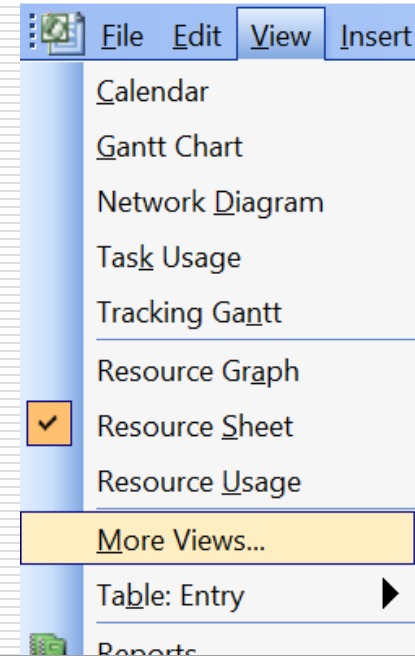 File Edit View Insert
Calendar
Gantt Chart
Network Diagram
Task Usage
Tracking Gantt
Resource Graph
Resource Sheet
Resource Usage
More Views...
Table: Entry
Reports